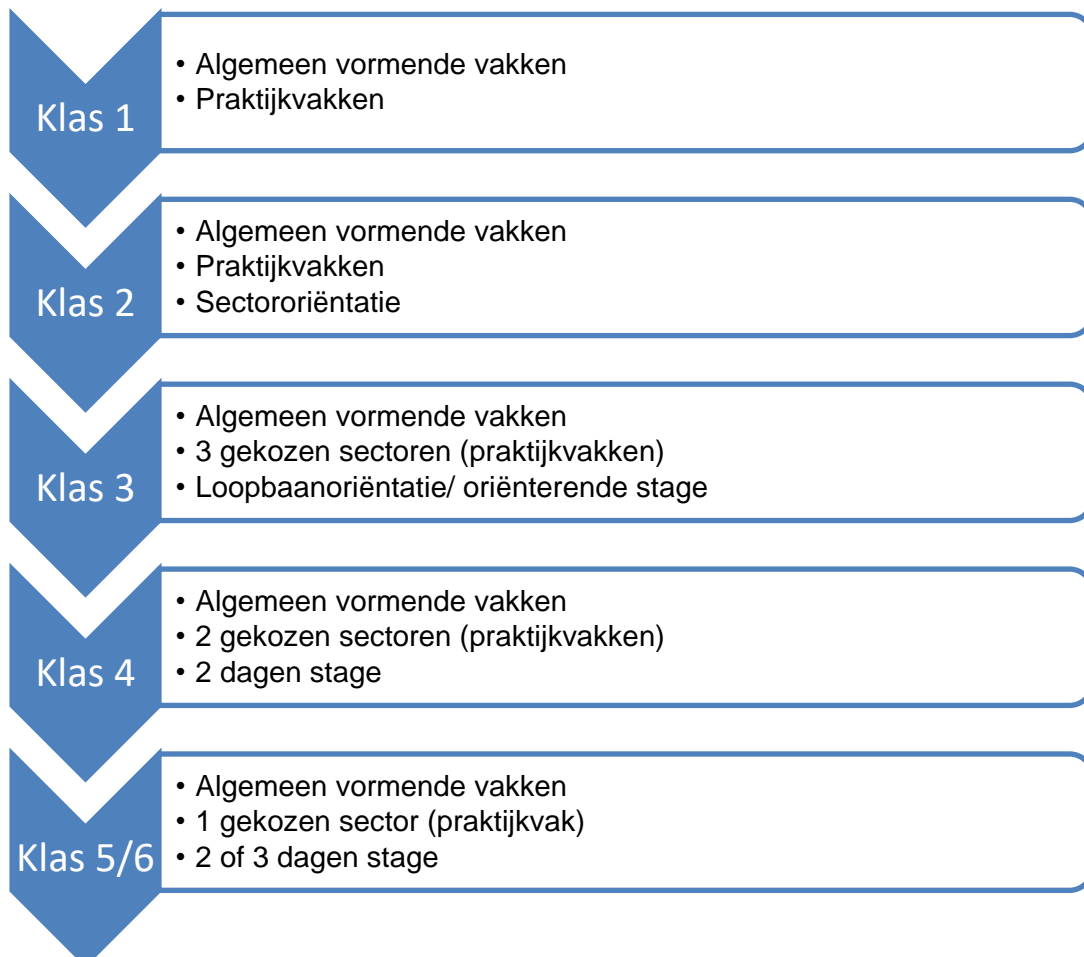 Klas 1
• Algemeen vormende vakken
• Praktijkvakken
Klas 2
• Algemeen vormende vakken
• Praktijkvakken
• Sectororiëntatie
Klas 3
• Algemeen vormende vakken
• 3 gekozen sectoren (praktijkvakken)
• Loopbaanoriëntatie/ oriënterende stage
Klas 4
• Algemeen vormende vakken
• 2 gekozen sectoren (praktijkvakken)
• 2 dagen stage
Klas 5/6
• Algemeen vormende vakken
• 1 gekozen sector (praktijkvak)
• 2 of 3 dagen stage